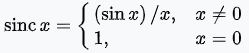 sinc x = { (sin x) /x, x ≠ 0
1, x = 0